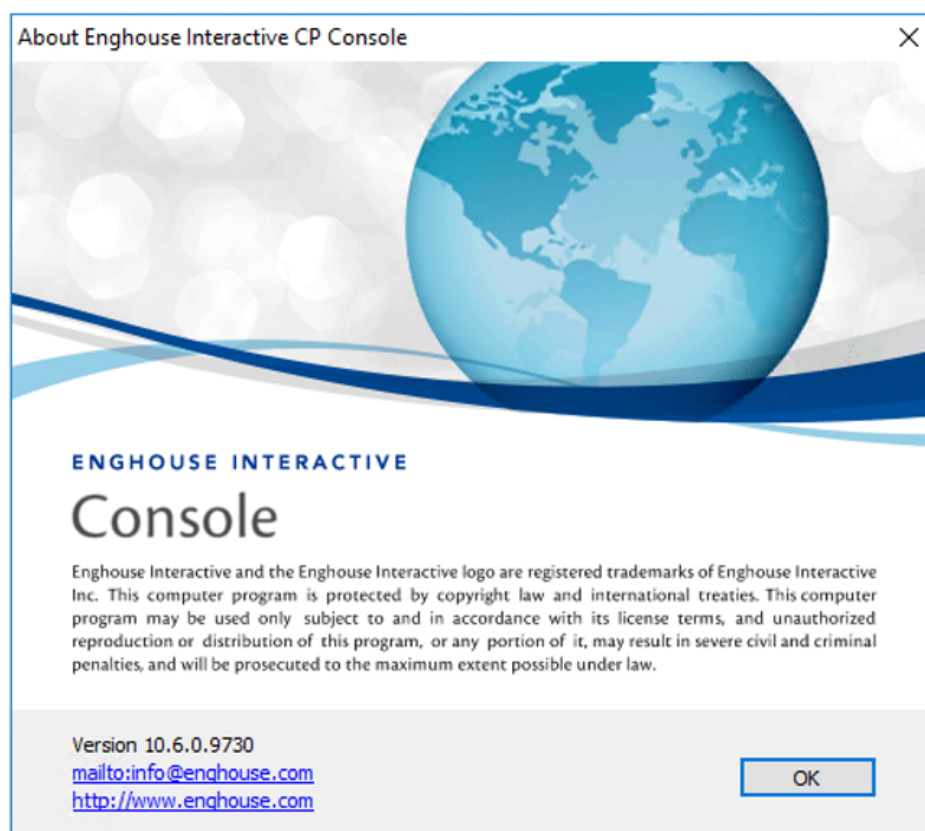 About Enghouse Interactive CP Console
ENGHOUSE INTERACTIVE
Console
Enghouse Interactive and the Enghouse Interactive logo are registered trademarks of Enghouse Interactive
Inc. This computer program is protected by copyright law and international treaties. This computer
program may be used only subject to and in accordance with its license terms, and unauthorized
reproduction or distribution of this program, or any portion of it, may result in severe civil and criminal
penalties, and will be prosecuted to the maximum extent possible under law.
Version 10.6.0.9730
mailto:info@enghouse.com
http://www.enghouse.com
OK